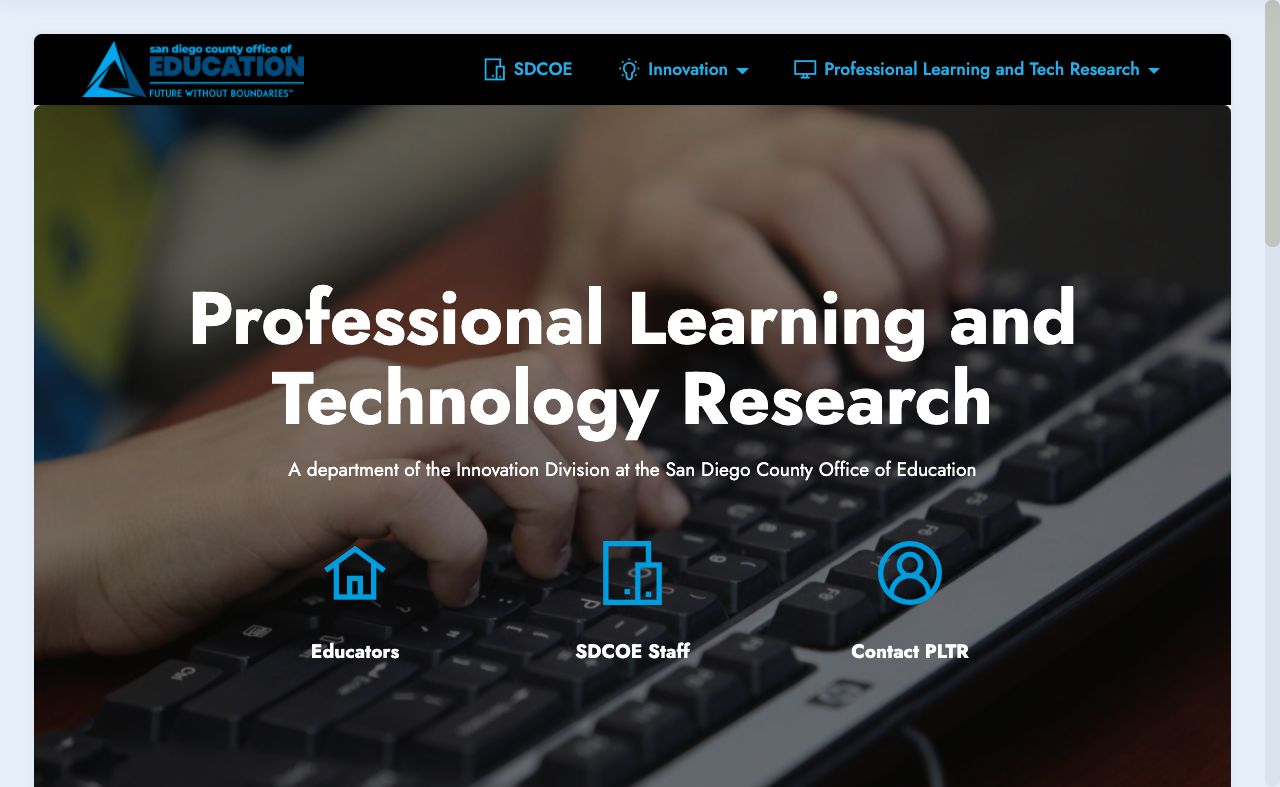 san diego county office of
EDUCATION
FUTURE WITHOUT BOUNDARIES™
SDCOE
Innovation
Professional Learning and Tech Research
Professional Learning and
Technology Research
A department of the Innovation Division at the San Diego County Office of Education
Educators
SDCOE Staff
Contact PLTR